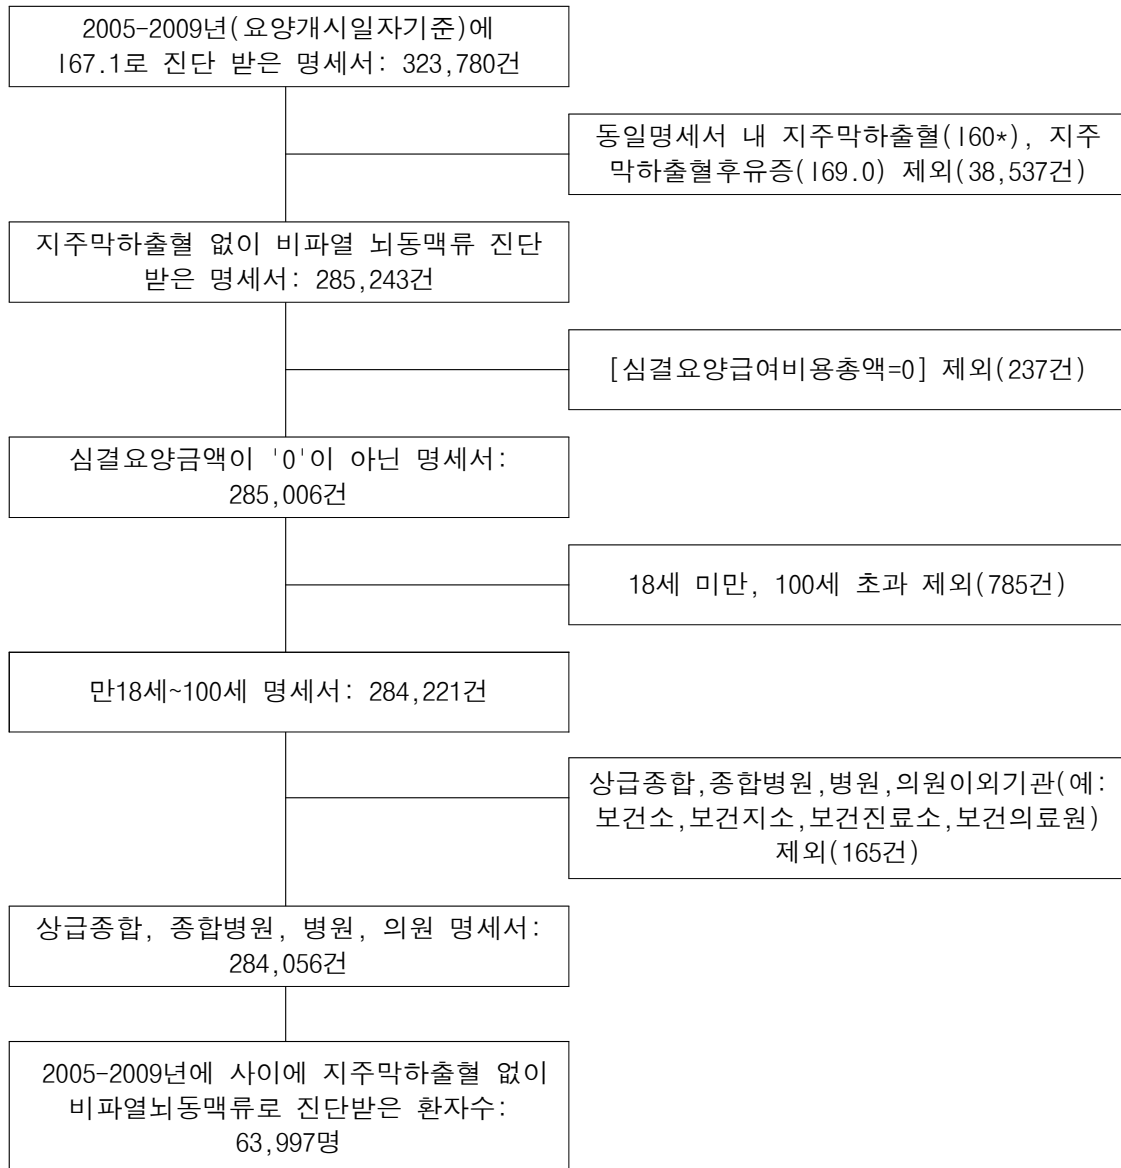 2005-2009년(요양개시일자기준)에
I67.1로 진단 받은 명세서: 323,780건
동일명세서 내 지주막하출혈(I60*), 지주
막하출혈후유증(I69.0) 제외(38,537건)
지주막하출혈 없이 비파열 뇌동맥류 진단
받은 명세서: 285,243건
[심결요양급여비용총액=0] 제외(237건)
심결요양금액이 '0'이 아닌 명세서:
285,006건
18세 미만, 100세 초과 제외(785건)
만18세~100세 명세서: 284,221건
상급종합,종합병원,병원,의원이외기관(예:
보건소,보건지소,보건진료소,보건의료원)
제외(165건)
상급종합, 종합병원, 병원, 의원 명세서:
284,056건
2005-2009년에 사이에 지주막하출혈 없이
비파열뇌동맥류로 진단받은 환자수:
63,997명